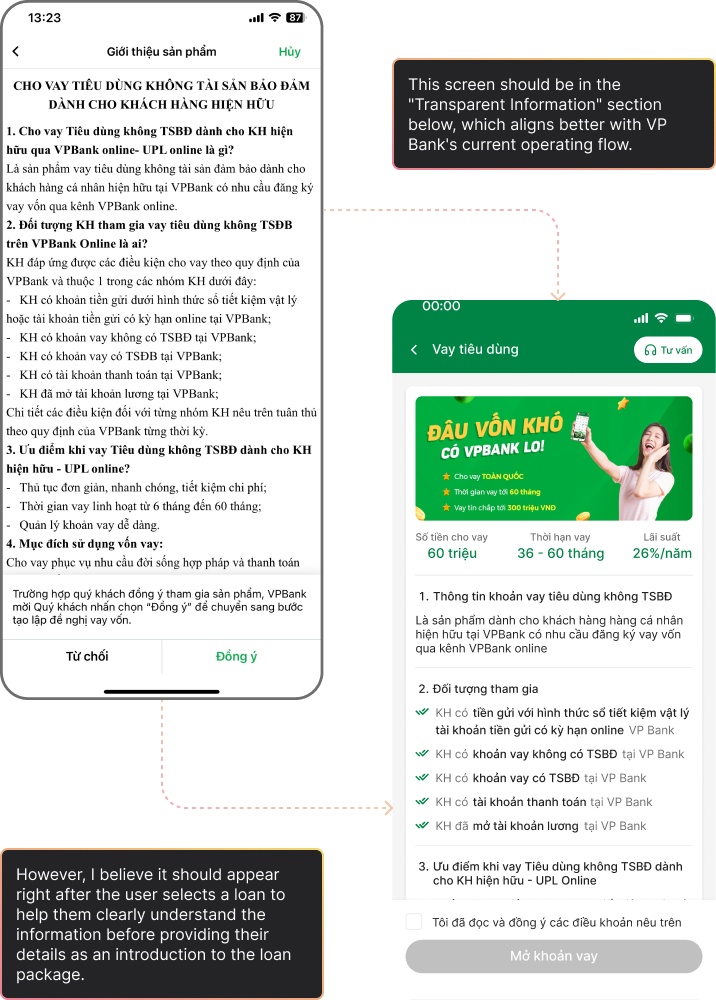 13:23
87
Giới thiệu sản phẩm
Hủy
CHO VAY TIÊU DÙNG KHÔNG TÀI SẢN BẢO ĐẢM
DÀNH CHO KHÁCH HÀNG HIỆN HỮU
1. Cho vay Tiêu dùng không TSBĐ dành cho KH hiện
hữu qua VPBank online- UPL online là gì?
Là sản phẩm vay tiêu dùng không tài sản đảm bảo dành cho
khách hàng cá nhân hiện hữu tại VPBank có nhu cầu đăng ký
vay vốn qua kênh VPBank online.
2. Đối tượng KH tham gia vay tiêu dùng không TSĐB
trên VPBank Online là ai?
KH đáp ứng được các điều kiện cho vay theo quy định của
VPBank và thuộc 1 trong các nhóm KH dưới đây:
- KH có khoản tiền gửi dưới hình thức sổ tiết kiệm vật lý
hoặc tài khoản tiền gửi có kỳ hạn online tại VPBank;
- KH có khoản vay không có TSBĐ tại VPBank;
- KH có khoản vay có TSĐB tại VPBank;
- KH có tài khoản thanh toán tại VPBank;
- KH đã mở tài khoản lương tại VPBank;
Chi tiết các điều kiện đối với từng nhóm KH nêu trên tuân thủ
theo quy định của VPBank từng thời kỳ.
3. Ưu điểm khi vay Tiêu dùng không TSBĐ dành cho KH
hiện hữu - UPL online?
- Thủ tục đơn giản, nhanh chóng, tiết kiệm chi phí;
- Thời gian vay linh hoạt từ 6 tháng đến 60 tháng;
- Quản lý khoản vay dễ dàng.
4. Mục đích sử dụng vốn vay:
Cho vay phục vụ nhu cầu đời sống hợp pháp và thanh toán
Trường hợp quý khách đồng ý tham gia sản phẩm, VPBank
mời Quý khách nhấn chọn “Đồng ý” để chuyển sang bước
tạo lập đề nghị vay vốn.
Từ chối
Đồng ý
This screen should be in the
"Transparent Information" section
below, which aligns better with VP
Bank's current operating flow.
00:00
Vay tiêu dùng
Tư vấn
ĐÂU VỐN KHÓ
CÓ VPBANK LO!
Cho vay TOÀN QUỐC
Thời gian vay tới 60 tháng
Vay tín chấp tới 300 triệu VND
Số tiền cho vay
60 triệu
Thời hạn vay
36 - 60 tháng
Lãi suất
26%/năm
1. Thông tin khoản vay tiêu dùng không TSBĐ
Là sản phẩm dành cho khách hàng hàng cá nhân
hiện hữu tại VPBank có nhu cầu đăng ký vay vốn
qua kênh VPBank online
2. Đối tượng tham gia
KH có tiền gửi với hình thức sổ tiết kiệm vật lý
tài khoản tiền gửi có kỳ hạn online VP Bank
KH có khoản vay không có TSBĐ tại VP Bank
KH có khoản vay có TSBĐ tại VP Bank
KH có tài khoản thanh toán tại VP Bank
KH đã mở tài khoản lương tại VP Bank
3. Ưu điểm khi vay Tiêu dùng không TSBĐ dành
cho KH hiện hữu - UPL Online
Tôi đã đọc và đồng ý các điều khoản nêu trên
Mở khoản vay
However, I believe it should appear
right after the user selects a loan to
help them clearly understand the
information before providing their
details as an introduction to the loan
package.